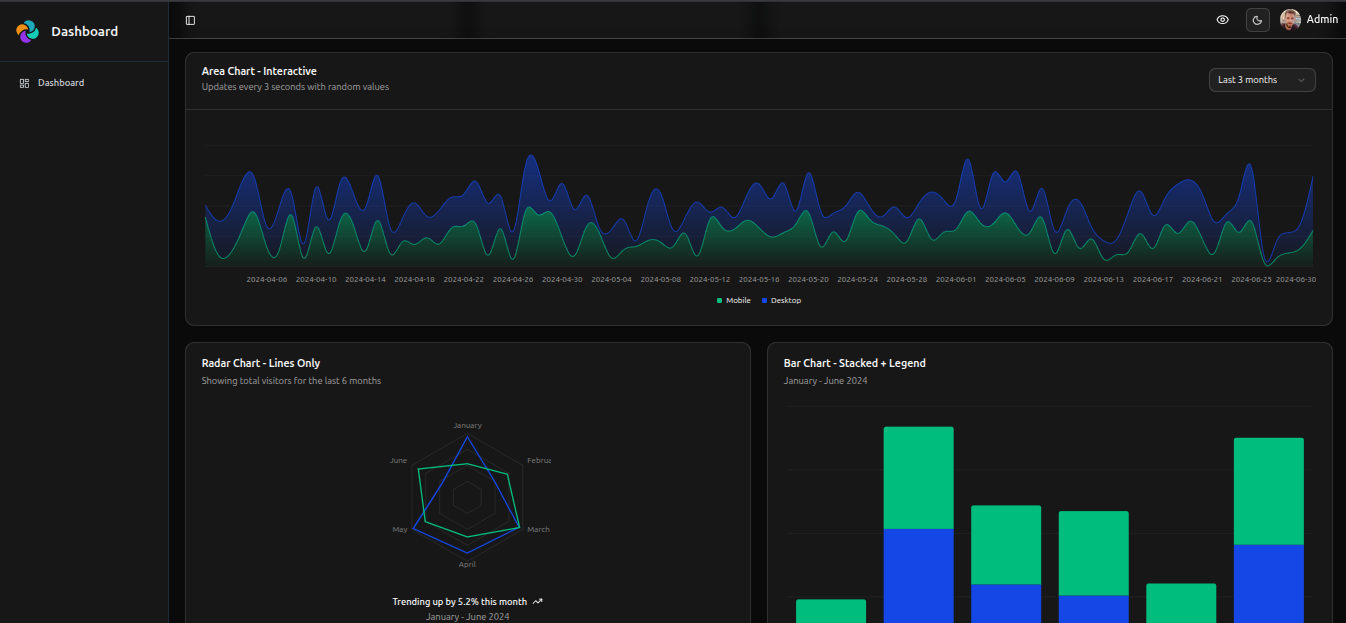 Dashboard
Admin
Dashboard
Area Chart - Interactive
Updates every 3 seconds with random values
Last 3 months
2024-04-06 2024-04-10 2024-04-14 2024-04-18 2024-04-22 2024-04-26 2024-04-30 2024-05-04 2024-05-08 2024-05-12 2024-05-16 2024-05-20 2024-05-24 2024-05-28 2024-06-01 2024-06-05 2024-06-09 2024-06-13 2024-06-17 2024-06-21 2024-06-25 2024-06-30
Mobile Desktop
Radar Chart - Lines Only
Showing total visitors for the last 6 months
January
June Februa
May March
April
Trending up by 5.2% this month
January - June 2024
Bar Chart - Stacked + Legend
January - June 2024